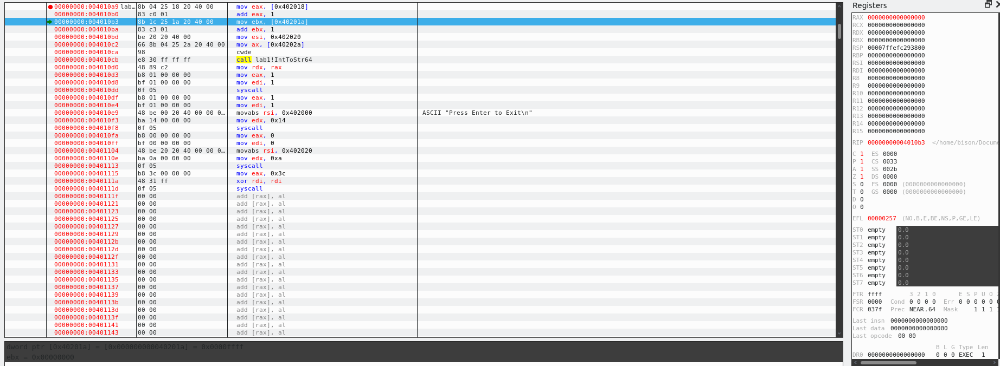 00000000:004010a9 lab… 8b 04 25 18 20 40 00 mov eax, [0x402018]
00000000:004010b0 83 c0 01 add eax, 1
00000000:004010b3 8b 1c 25 1a 20 40 00 mov ebx, [0x40201a]
00000000:004010ba 83 c3 01 add ebx, 1
00000000:004010bd be 20 20 40 00 mov esi, 0x402020
00000000:004010c2 66 8b 04 25 2a 20 40 00 mov ax, [0x40202a]
00000000:004010ca 98 cwde
00000000:004010cb e8 30 ff ff ff call lab1!IntToStr64
00000000:004010d0 48 89 c2 mov rdx, rax
00000000:004010d3 b8 01 00 00 00 mov eax, 1
00000000:004010d8 bf 01 00 00 00 mov edi, 1
00000000:004010dd 0f 05 syscall
00000000:004010df b8 01 00 00 00 mov eax, 1
00000000:004010e4 bf 01 00 00 00 mov edi, 1
00000000:004010e9 48 be 00 20 40 00 00 0… movabs rsi, 0x402000 ASCII "Press Enter to Exit\n"
00000000:004010f3 ba 14 00 00 00 mov edx, 0x14
00000000:004010f8 0f 05 syscall
00000000:004010fa b8 00 00 00 00 mov eax, 0
00000000:004010ff bf 00 00 00 00 mov edi, 0
00000000:00401104 48 be 20 20 40 00 00 0… movabs rsi, 0x402020
00000000:0040110e ba 0a 00 00 00 mov edx, 0xa
00000000:00401113 0f 05 syscall
00000000:00401115 b8 3c 00 00 00 mov eax, 0x3c
00000000:0040111a 48 31 ff xor rdi, rdi
00000000:0040111d 0f 05 syscall
00000000:0040111f 00 00 add [rax], al
00000000:00401121 00 00 add [rax], al
00000000:00401123 00 00 add [rax], al
00000000:00401125 00 00 add [rax], al
00000000:00401127 00 00 add [rax], al
00000000:00401129 00 00 add [rax], al
00000000:0040112b 00 00 add [rax], al
00000000:0040112d 00 00 add [rax], al
00000000:0040112f 00 00 add [rax], al
00000000:00401131 00 00 add [rax], al
00000000:00401133 00 00 add [rax], al
00000000:00401135 00 00 add [rax], al
00000000:00401137 00 00 add [rax], al
00000000:00401139 00 00 add [rax], al
00000000:0040113b 00 00 add [rax], al
00000000:0040113d 00 00 add [rax], al
00000000:0040113f 00 00 add [rax], al
00000000:00401141 00 00 add [rax], al
00000000:00401143 00 00 add [rax], al
dword ptr [0x40201a] = [0x000000000040201a] = 0x0000ffff
ebx = 0x00000000
Registers
RAX 0000000000000000
RCX 0000000000000000
RDX 0000000000000000
RBX 0000000000000000
RSP 00007ffefc293800
RBP 0000000000000000
RSI 0000000000000000
RDI 0000000000000000
R8 0000000000000000
R9 0000000000000000
R10 0000000000000000
R11 0000000000000000
R12 0000000000000000
R13 0000000000000000
R14 0000000000000000
R15 0000000000000000
RIP 00000000004010b3 </home/bison/Docume
C 1 ES 0000
P 1 CS 0033
A 1 SS 002b
Z 1 DS 0000
S 0 FS 0000 (0000000000000000)
T 0 GS 0000 (0000000000000000)
D 0
O 0
EFL 00000257 (NO,B,E,BE,NS,P,GE,LE)
ST0 empty 0.0
ST1 empty 0.0
ST2 empty 0.0
ST3 empty 0.0
ST4 empty 0.0
ST5 empty 0.0
ST6 empty 0.0
ST7 empty 0.0
FTR ffff 3 2 1 0 E S P U O
FSR 0000 Cond 0 0 0 0 Err 0 0 0 0 0 0
FCR 037f Prec NEAR,64 Mask 1 1 1 1
Last insn 0000000000000000
Last data 0000000000000000
Last opcode 00 00
B L G Type Len
DR0 0000000000000000 0 0 0 EXEC 1